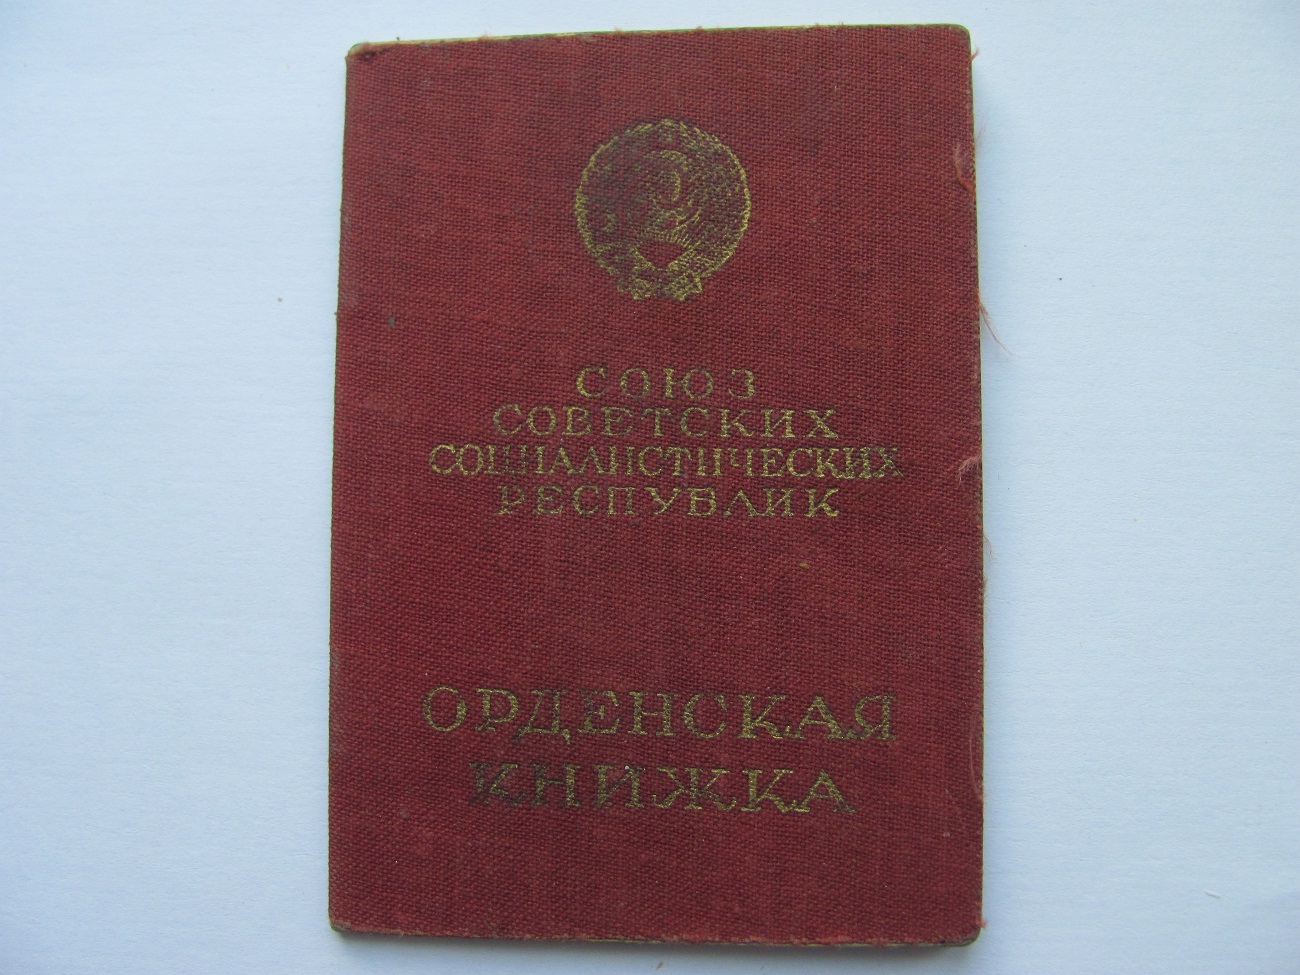 СОЮЗ
СОВЕТСКИХ
СОЦИАЛИСТИЧЕСКИХ
РЕСПУБЛИК
ОРДЕНСКАЯ
КНИЖКА